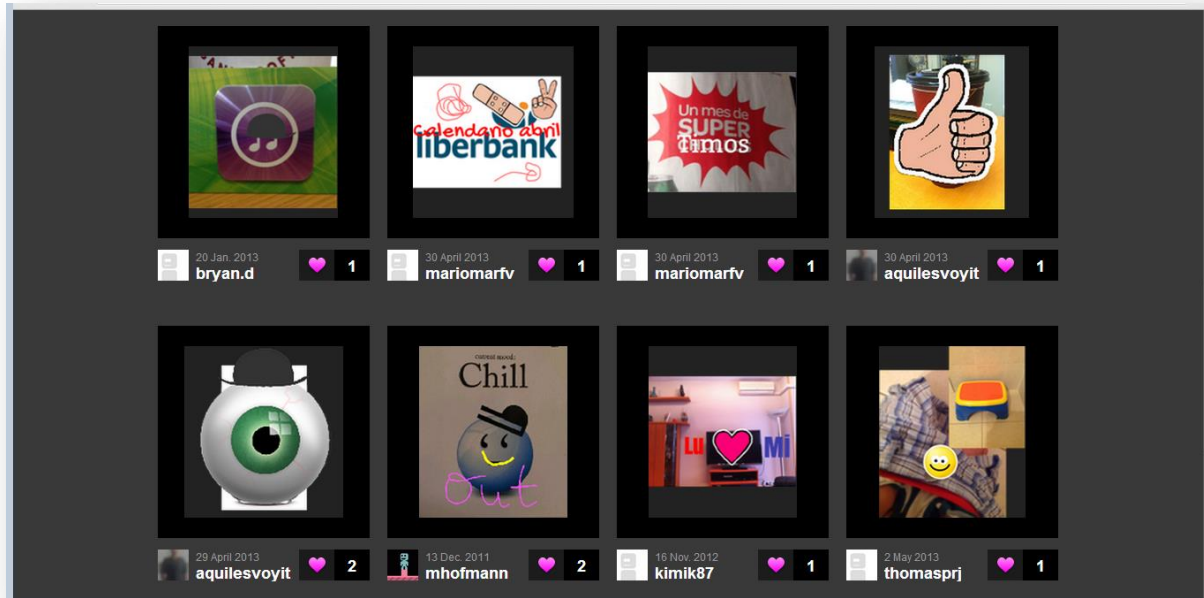 calendario abril
liberbank
Un mes de
SUPER
Timos
20 Jan. 2013
bryan.d
1
30 April 2013
mariomarfv
1
30 April 2013
mariomarfv
1
30 April 2013
aquilesvoyit
1
current mood:
Chill
out
Lu
Mi
29 April 2013
aquilesvoyit
2
13 Dec. 2011
mhofmann
2
16 Nov. 2012
kimik87
1
2 May 2013
thomasprj
1